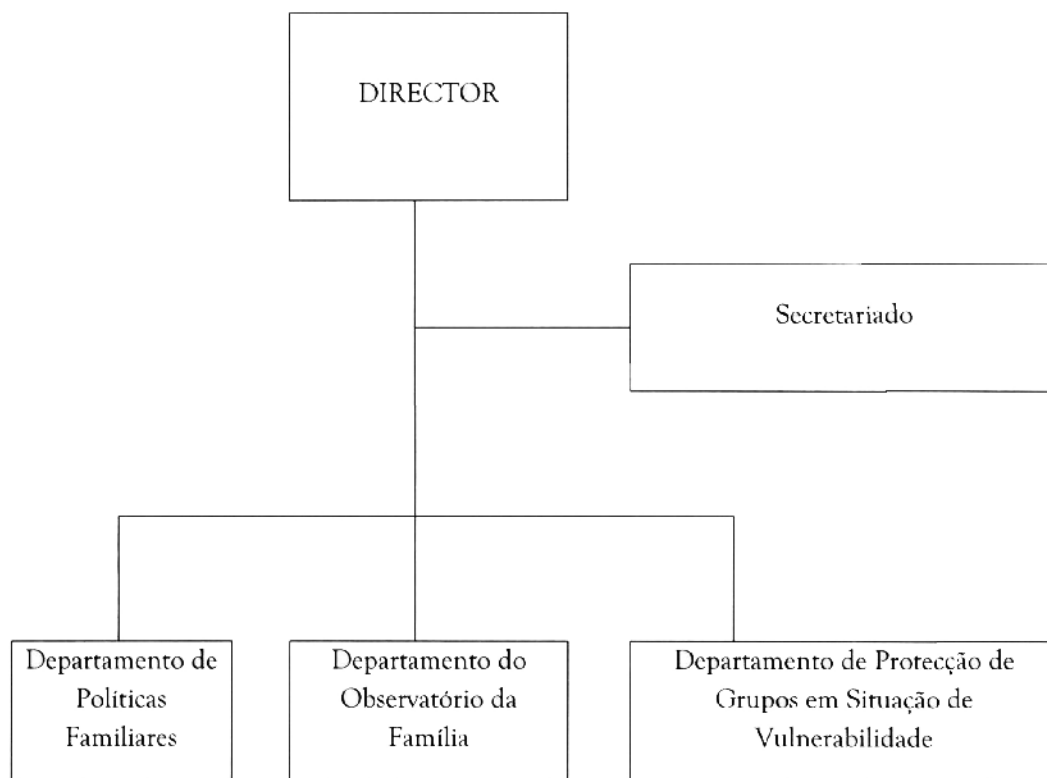 DIRECTOR
Secretariado
Departamento de
Políticas
Familiares
Departamento do
Observatório da
Família
Departamento de Protecção de
Grupos em Situação de
Vulnerabilidade